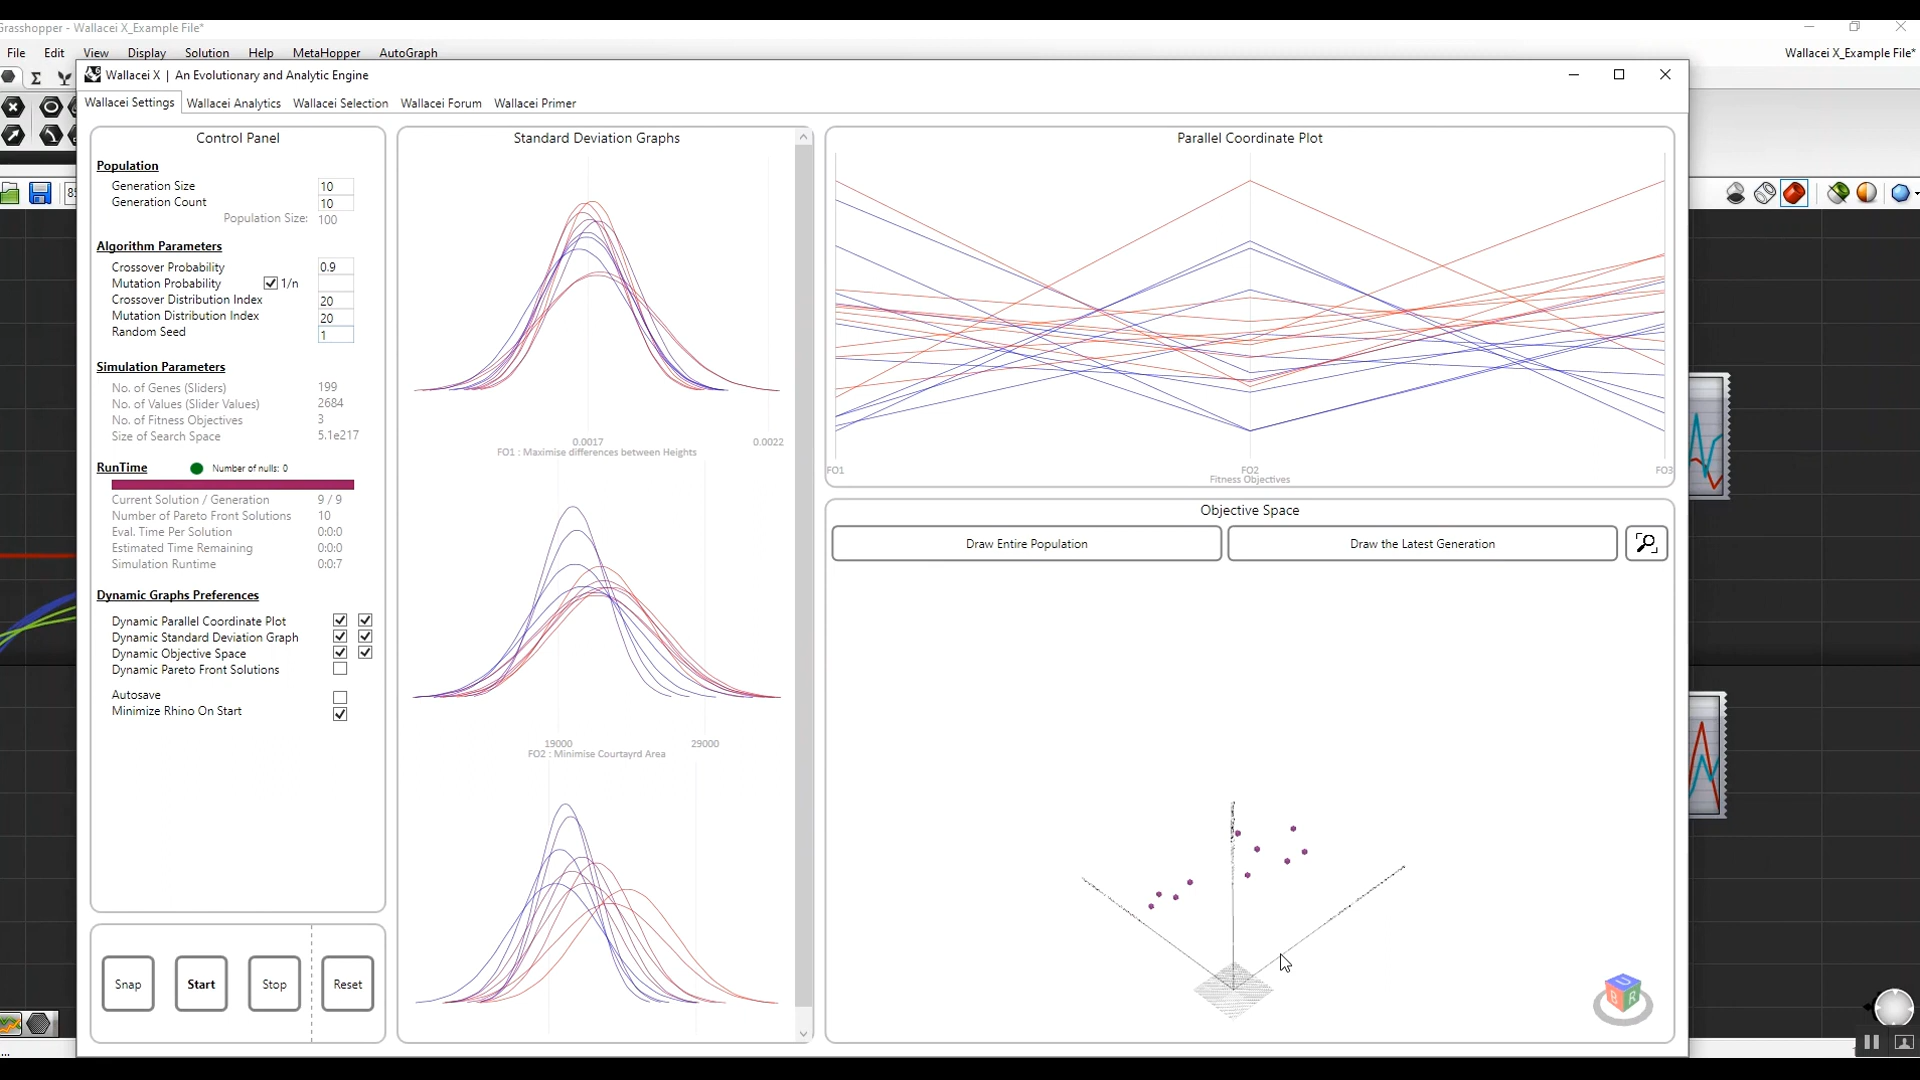 Grasshopper - Wallacei X_Example File*
File Edit View Display Solution Help MetaHopper AutoGraph
Wallacei X_Example File*
Wallacei X | An Evolutionary and Analytic Engine
Wallacei Settings Wallacei Analytics Wallacei Selection Wallacei Forum Wallacei Primer
Control Panel
Population
Generation Size 10
Generation Count 10
Population Size: 100
Algorithm Parameters
Crossover Probability 0.9
Mutation Probability 1/n
Crossover Distribution Index 20
Mutation Distribution Index 20
Random Seed 1
Simulation Parameters
No. of Genes (Sliders) 199
No. of Values (Slider Values) 2684
No. of Fitness Objectives 3
Size of Search Space 5.1e217
RunTime Number of nulls: 0
Current Solution / Generation 9 / 9
Number of Pareto Front Solutions 10
Eval. Time Per Solution 0:0:0
Estimated Time Remaining 0:0:0
Simulation Runtime 0:0:7
Dynamic Graphs Preferences
Dynamic Parallel Coordinate Plot
Dynamic Standard Deviation Graph
Dynamic Objective Space
Dynamic Pareto Front Solutions
Autosave
Minimize Rhino On Start
Snap Start Stop Reset
Standard Deviation Graphs
0.0017 0.0022
FO1 : Maximise differences between Heights
19000 29000
FO2 : Minimise Courtayrd Area
Parallel Coordinate Plot
FO1 FO2 FO3
Fitness Objectives
Objective Space
Draw Entire Population Draw the Latest Generation
U
B R